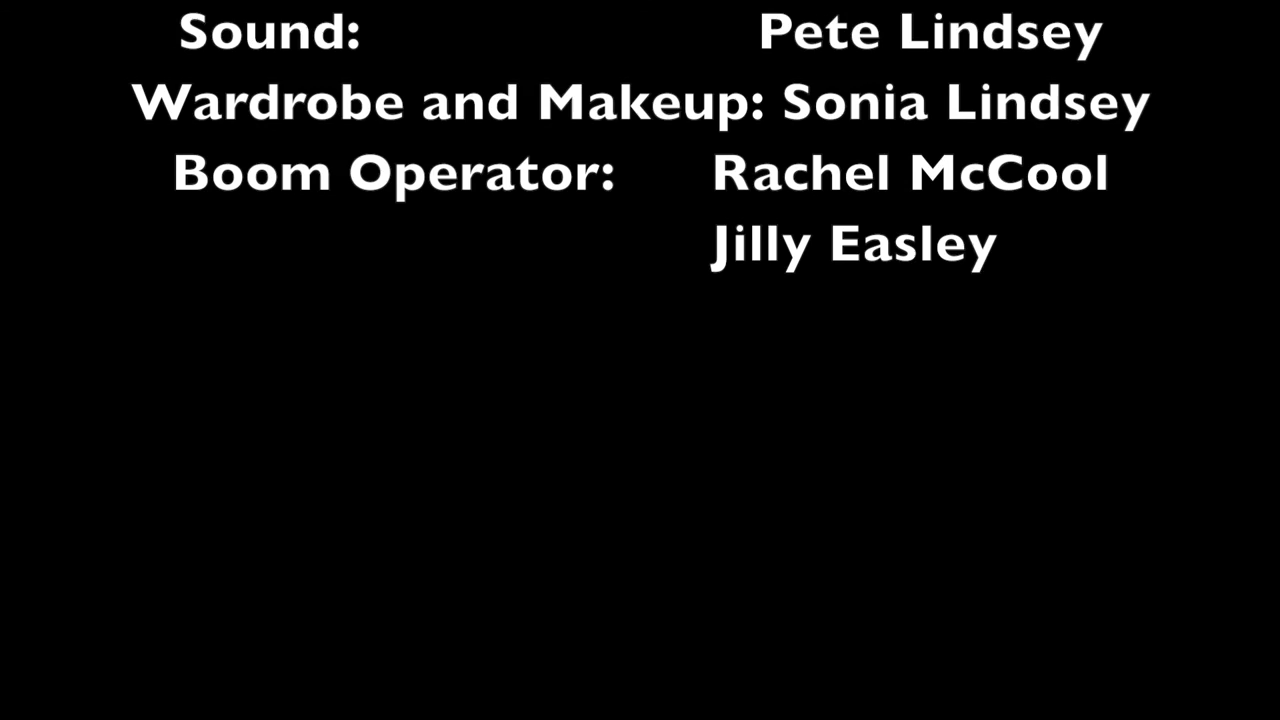 Sound: Pete Lindsey
Wardrobe and Makeup: Sonia Lindsey
Boom Operator: Rachel McCool
Jilly Easley